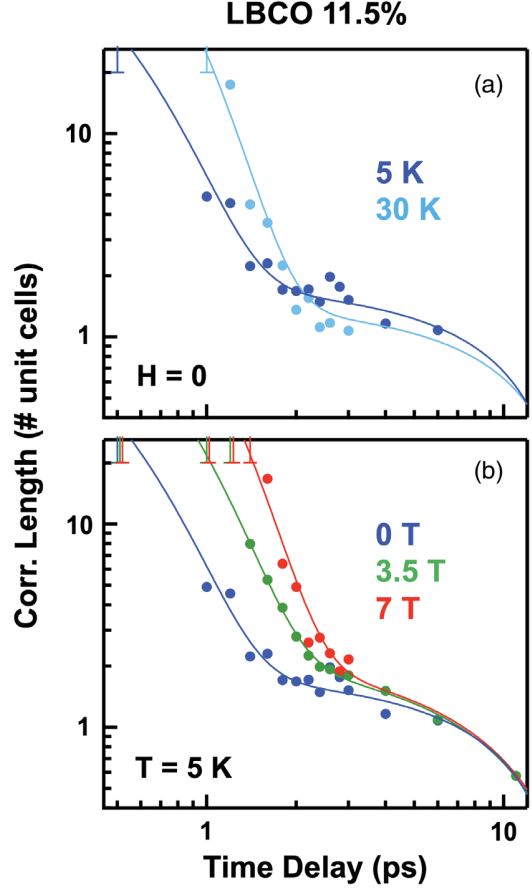 LBCO 11.5%
(a)
10
5 K
30 K
1
H = 0
Corr. Length (# unit cells)
(b)
10
0 T
3.5 T
7 T
1
T = 5 K
1
10
Time Delay (ps)